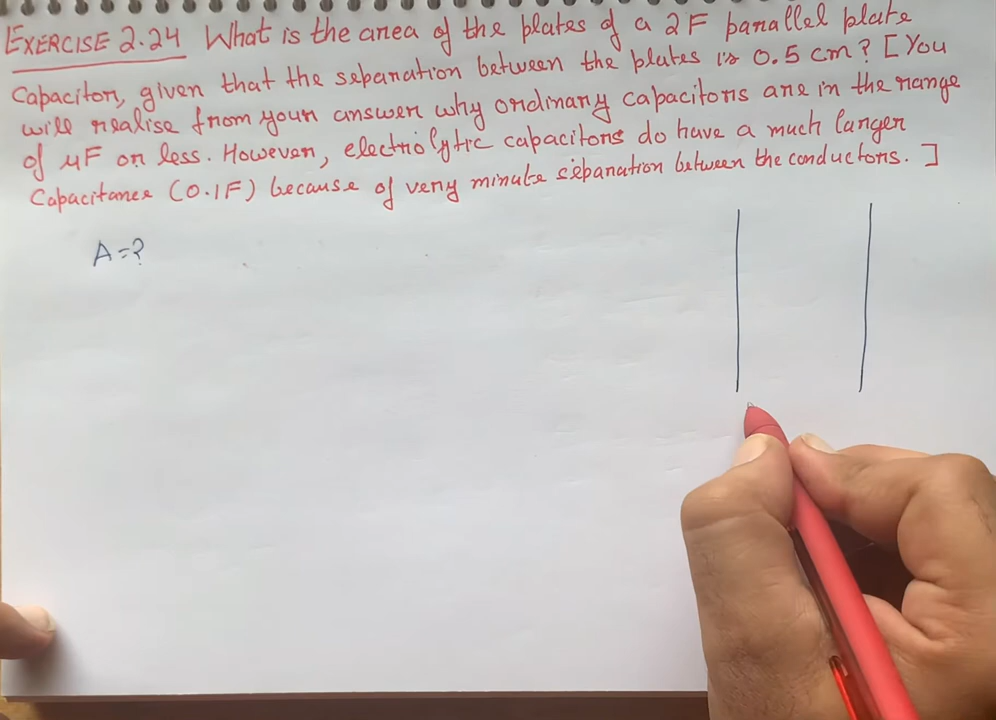 EXERCISE 2.24 What is the area of the plates of a 2F parallel plate
Capacitor, given that the separation between the plates is 0.5 cm? [You
will realise from your answer why ordinary capacitors are in the range
of μF or less. However, electrolytic capacitors do have a much larger
Capacitance (0.1F) because of very minute separation between the conductors.]
A=?